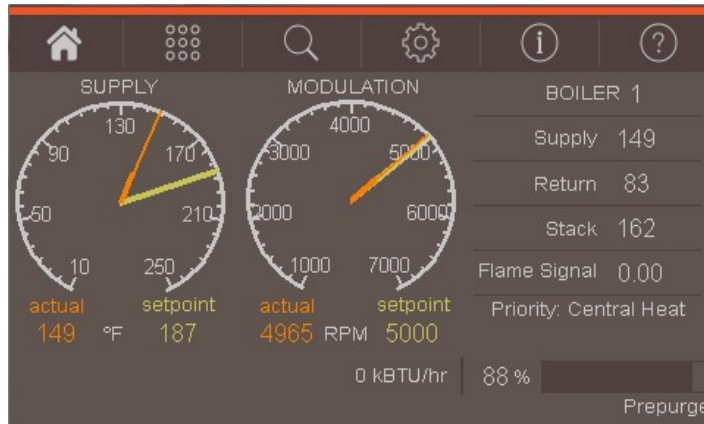 SUPPLY
130
90
170
50
210
10
250
actual
setpoint
149 °F 187
MODULATION
4000
3000
5000
2000
6000
1000
7000
actual
setpoint
4965 RPM 5000
BOILER 1
Supply 149
Return 83
Stack 162
Flame Signal 0.00
Priority: Central Heat
0 kBTU/hr
88 %
Prepurge